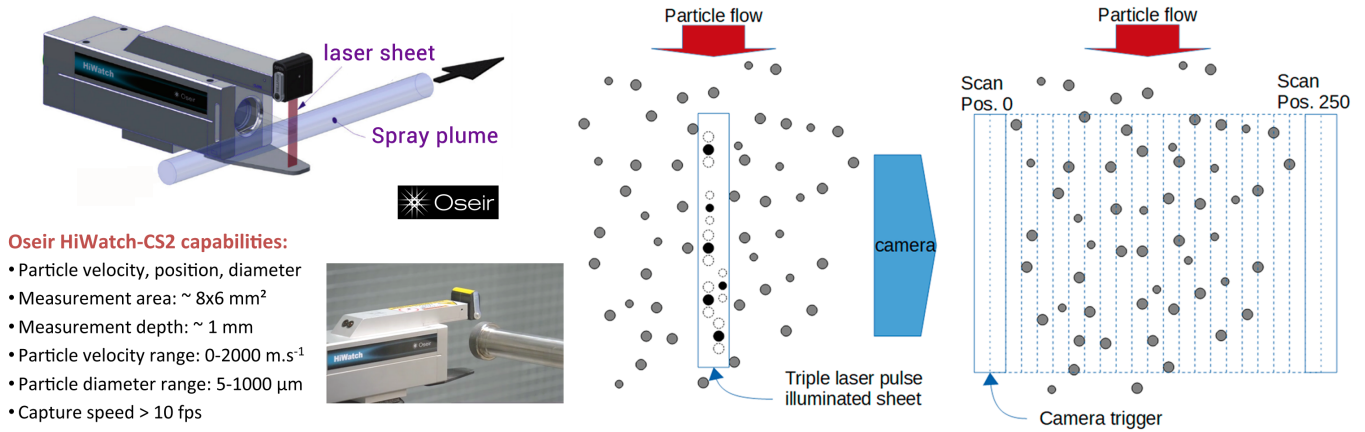 laser sheet
Spray plume
HiWatch
Oseir
Oseir
Oseir HiWatch-CS2 capabilities:
• Particle velocity, position, diameter
• Measurement area: ~ 8x6 mm²
• Measurement depth: ~ 1 mm
• Particle velocity range: 0-2000 m.s⁻¹
• Particle diameter range: 5-1000 µm
• Capture speed > 10 fps
HiWatch
Oseir
Particle flow
camera
Triple laser pulse
illuminated sheet
Particle flow
Scan
Pos. 0
Scan
Pos. 250
Camera trigger